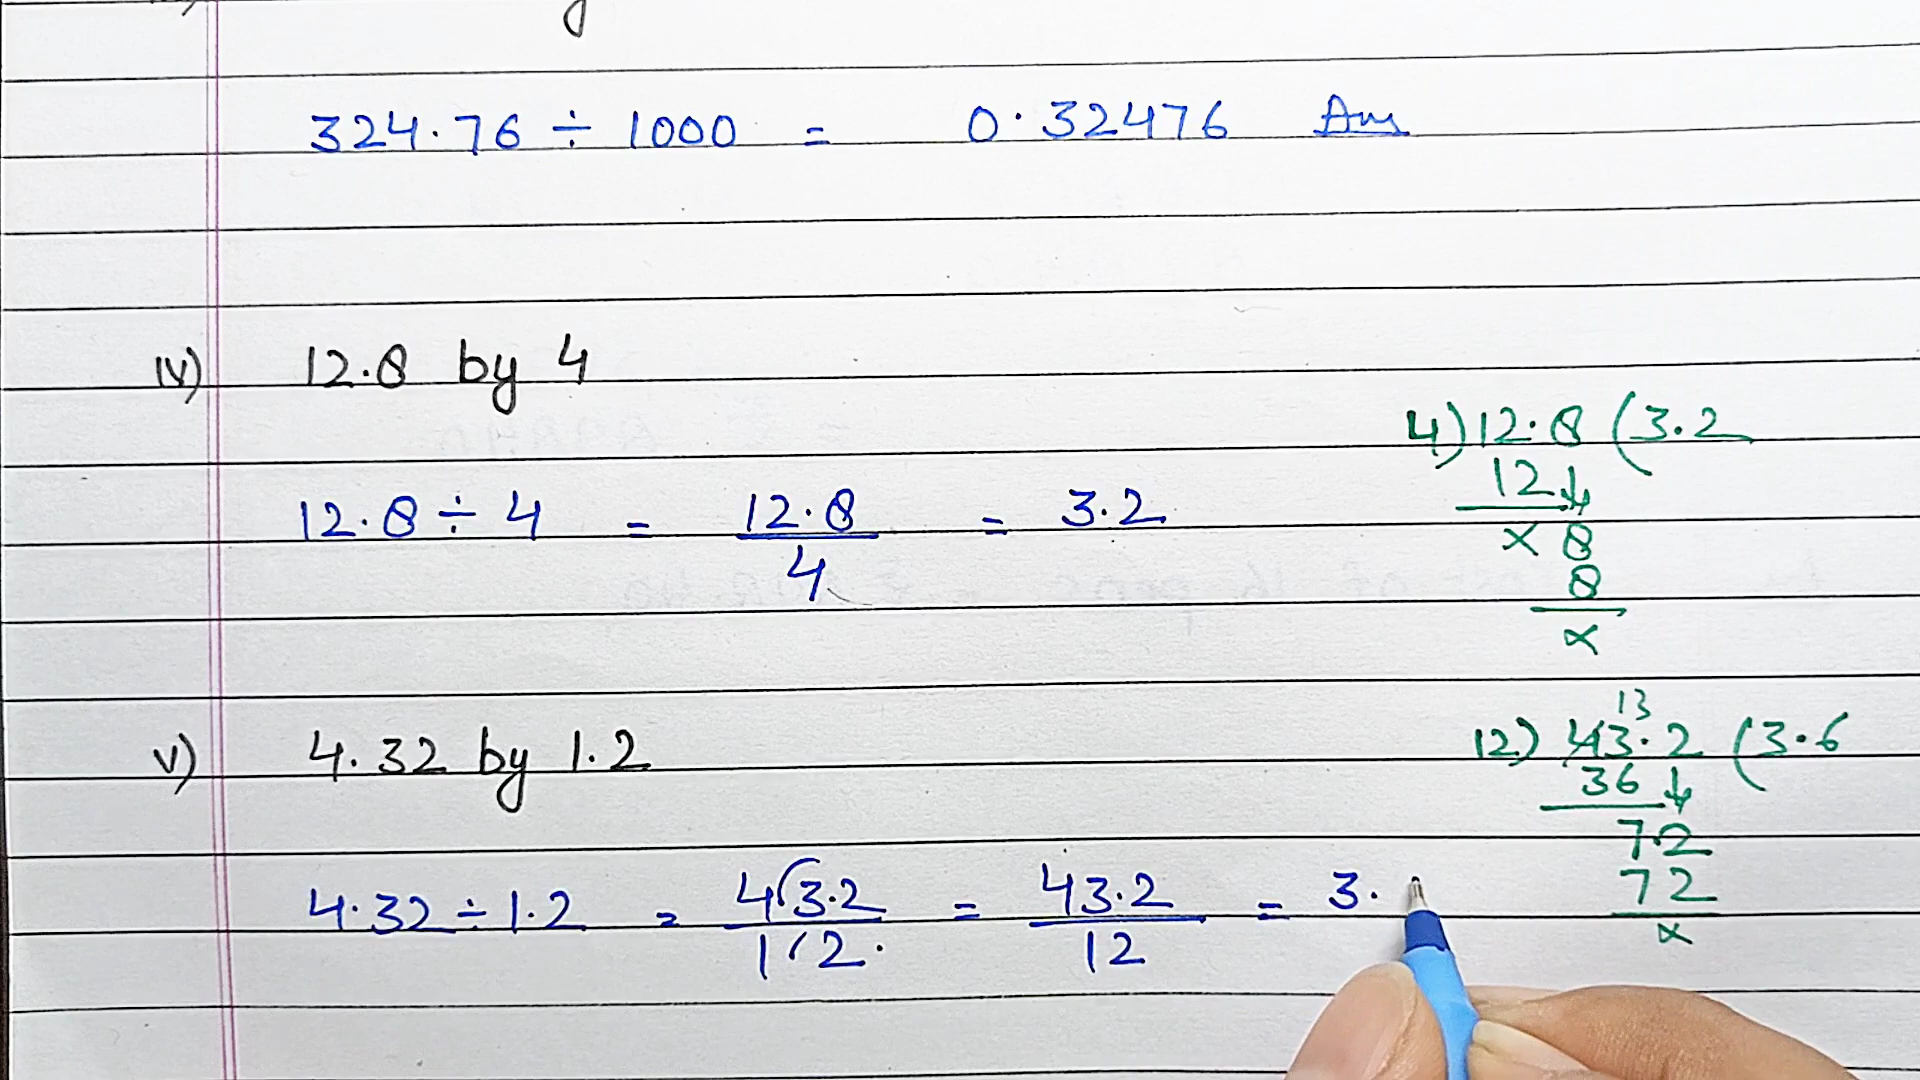 324.76 ÷ 1000 = 0.32476 Ans
iv) 12.8 by 4
12.8 ÷ 4 = 12.8/4 = 3.2
4) 12.8 (3.2
12↓
x 8
8
x
v) 4.32 by 1.2
4.32 ÷ 1.2 = 43.2/12. = 43.2/12 = 3.
13
12) 43.2 (3.6
36↓
72
72
x